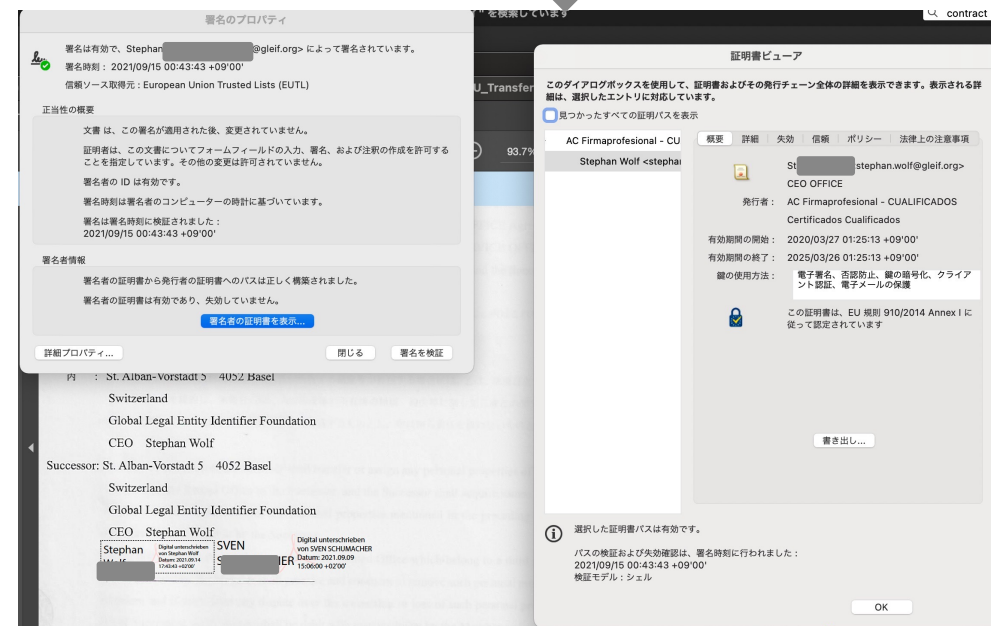 " を検索しています
contract
署名のプロパティ
署名は有効で、Stephan @gleif.org> によって署名されています。
署名時刻: 2021/09/15 00:43:43 +09'00'
信頼ソース取得元: European Union Trusted Lists (EUTL)
正当性の概要
文書 は、この署名が適用された後、変更されていません。
証明者は、この文書についてフォームフィールドの入力、署名、および注釈の作成を許可する
ことを指定しています。その他の変更は許可されていません。
署名者の ID は有効です。
署名時刻は署名者のコンピューターの時計に基づいています。
署名は署名時刻に検証されました:
2021/09/15 00:43:43 +09'00'
署名者情報
署名者の証明書から発行者の証明書へのパスは正しく構築されました。
署名者の証明書は有効であり、失効していません。
署名者の証明書を表示...
詳細プロパティ... 閉じる 署名を検証
U_Transfer
93.7%
内 : St. Alban-Vorstadt 5 4052 Basel
Switzerland
Global Legal Entity Identifier Foundation
CEO Stephan Wolf
Successor: St. Alban-Vorstadt 5 4052 Basel
Switzerland
Global Legal Entity Identifier Foundation
CEO Stephan Wolf
Stephan
Digital unterschrieben
von Stephan Wolf
Datum: 2021.09.14
17:43:43 +02'00'
SVEN
IER
Digital unterschrieben
von SVEN SCHUMACHER
Datum: 2021.09.09
15:06:00 +02'00'
証明書ビューア
このダイアログボックスを使用して、証明書およびその発行チェーン全体の詳細を表示できます。表示される詳
細は、選択したエントリに対応しています。
見つかったすべての証明パスを表示
AC Firmaprofesional - CU
Stephan Wolf <stephan
概要 詳細 失効 信頼 ポリシー 法律上の注意事項
St stephan.wolf@gleif.org>
CEO OFFICE
発行者: AC Firmaprofesional - CUALIFICADOS
Certificados Cualificados
有効期間の開始: 2020/03/27 01:25:13 +09'00'
有効期間の終了: 2025/03/26 01:25:13 +09'00'
鍵の使用方法: 電子署名、否認防止、鍵の暗号化、クライア
ント認証、電子メールの保護
この証明書は、EU 規則 910/2014 Annex I に
従って認定されています
書き出し...
選択した証明書パスは有効です。
パスの検証および失効確認は、署名時刻に行われました:
2021/09/15 00:43:43 +09'00'
検証モデル: シェル
OK